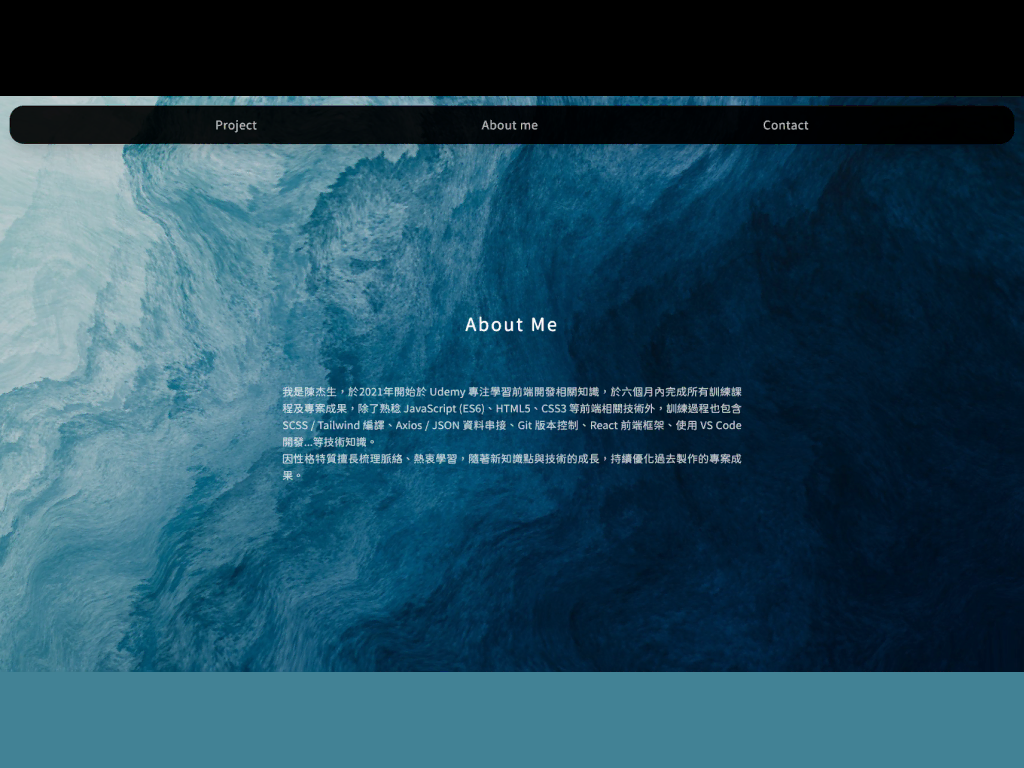 Project
About me
Contact
About Me
我是陳杰生，於2021年開始於 Udemy 專注學習前端開發相關知識，於六個月內完成所有訓練課
程及專案成果，除了熟稔 JavaScript (ES6)、HTML5、CSS3 等前端相關技術外，訓練過程也包含
SCSS / Tailwind 編譯、Axios / JSON 資料串接、Git 版本控制、React 前端框架、使用 VS Code
開發...等技術知識。
因性格特質擅長梳理脈絡、熱衷學習，隨著新知識點與技術的成長，持續優化過去製作的專案成
果。